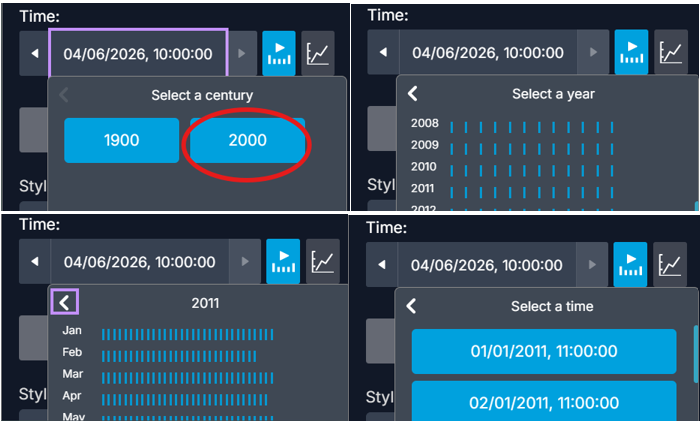 Time:
04/06/2026, 10:00:00
Select a century
1900
2000
Styl
04/06/2026, 10:00:00
Select a year
2008
2009
2010
2011
2012
Styl
Time:
04/06/2026, 10:00:00
2011
Jan
Feb
Mar
Apr
May
Styl
Time:
04/06/2026, 10:00:00
Select a time
01/01/2011, 11:00:00
02/01/2011, 11:00:00
Styl